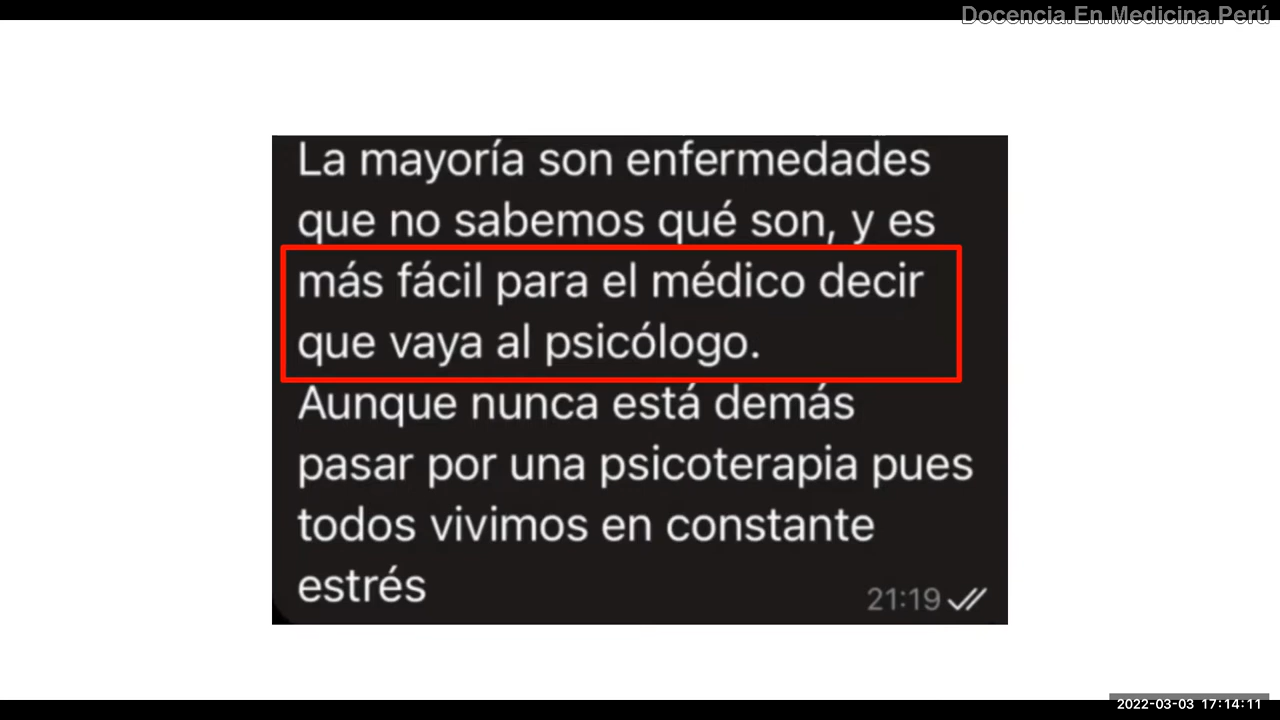 Docencia.En.Medicina.Perú
La mayoría son enfermedades
que no sabemos qué son, y es
más fácil para el médico decir
que vaya al psicólogo.
Aunque nunca está demás
pasar por una psicoterapia pues
todos vivimos en constante
estrés
21:19
2022-03-03 17:14:11